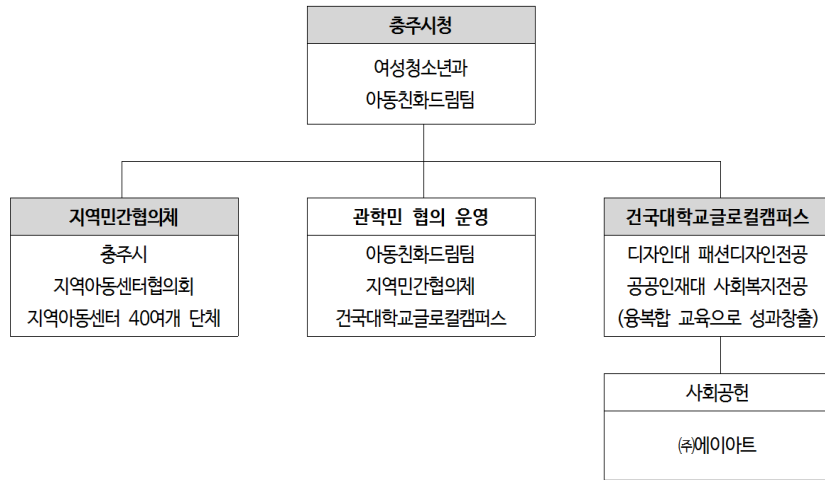 충주시청
여성청소년과
아동친화드림팀
지역민간협의체
충주시
지역아동센터협의회
지역아동센터 40여개 단체
관학민 협의 운영
아동친화드림팀
지역민간협의체
건국대학교글로컬캠퍼스
건국대학교글로컬캠퍼스
디자인대 패션디자인전공
공공인재대 사회복지전공
(융복합 교육으로 성과창출)
사회공헌
㈜에이아트